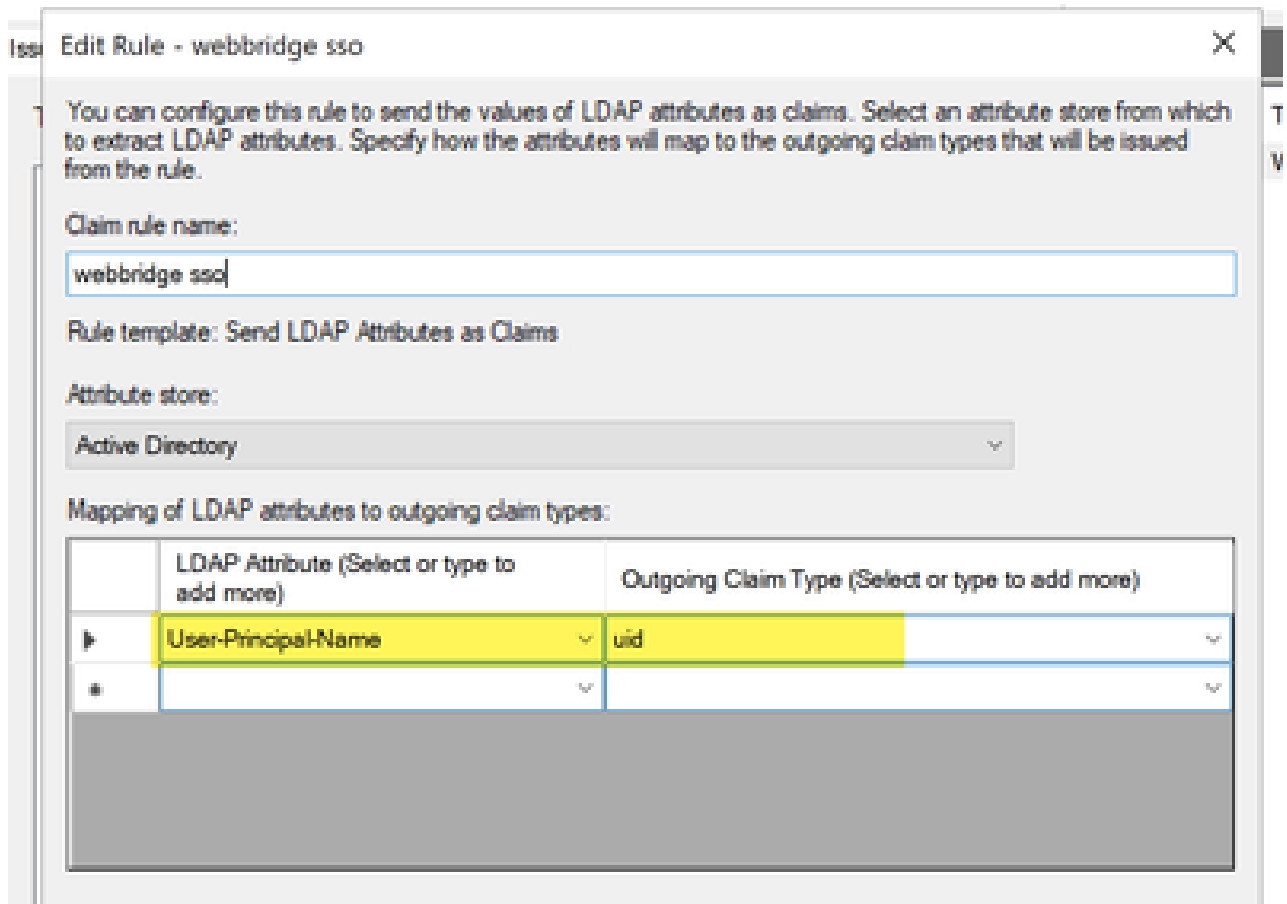 Iss
Edit Rule - webbridge sso
You can configure this rule to send the values of LDAP attributes as claims. Select an attribute store from which
to extract LDAP attributes. Specify how the attributes will map to the outgoing claim types that will be issued
from the rule.
Claim rule name:
webbridge sso
Rule template: Send LDAP Attributes as Claims
Attribute store:
Active Directory
Mapping of LDAP attributes to outgoing claim types:
LDAP Attribute (Select or type to
add more)
Outgoing Claim Type (Select or type to add more)
User-Principal-Name
uid